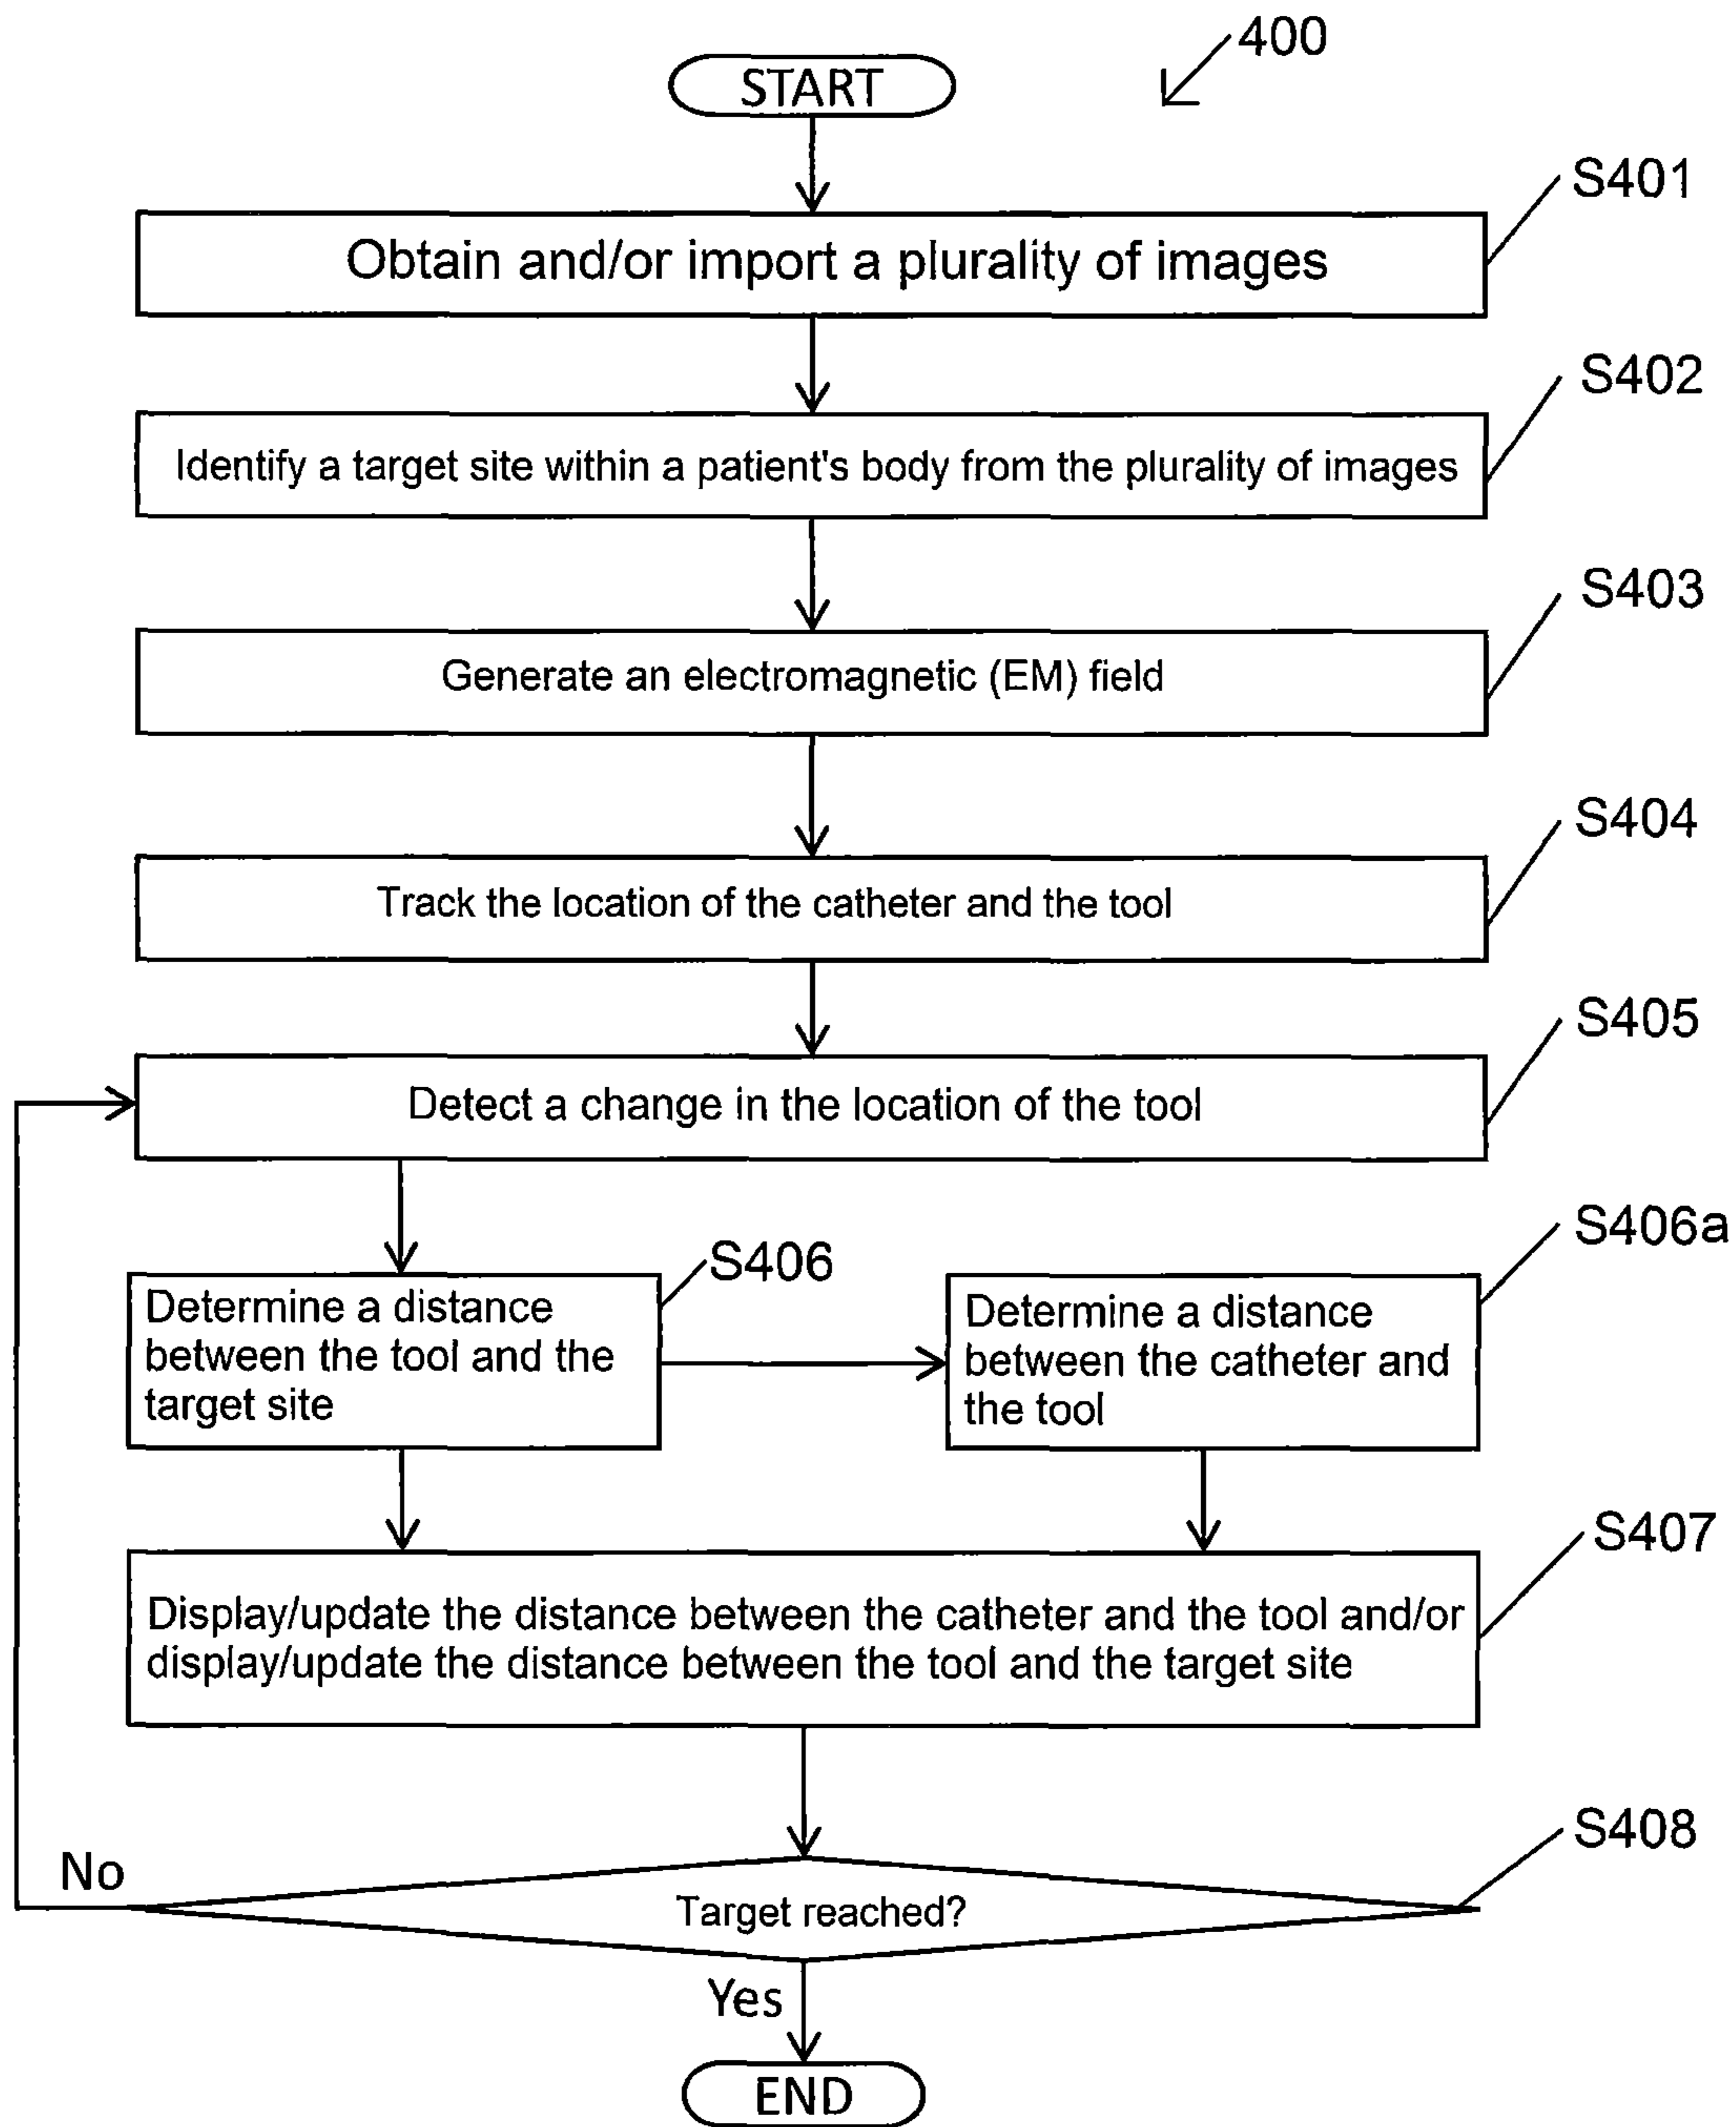 400
START
S401
Obtain and/or import a plurality of images
S402
Identify a target site within a patient's body from the plurality of images
S403
Generate an electromagnetic (EM) field
S404
Track the location of the catheter and the tool
S405
Detect a change in the location of the tool
S406
Determine a distance
between the tool and the
target site
S406a
Determine a distance
between the catheter and
the tool
S407
Display/update the distance between the catheter and the tool and/or
display/update the distance between the tool and the target site
S408
No
Target reached?
Yes
END